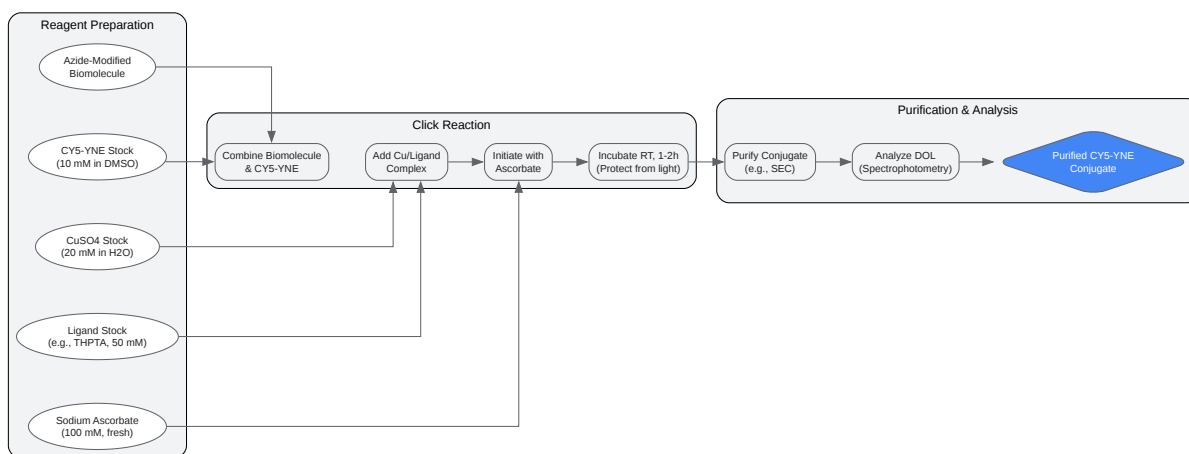 Reagent Preparation
Azide-Modified
Biomolecule
CY5-YNE Stock
(10 mM in DMSO)
CuSO4 Stock
(20 mM in H2O)
Ligand Stock
(e.g., THPTA, 50 mM)
Sodium Ascorbate
(100 mM, fresh)
Click Reaction
Combine Biomolecule
& CY5-YNE
Add Cu/Ligand
Complex
Initiate with
Ascorbate
Incubate RT, 1-2h
(Protect from light)
Purification & Analysis
Purify Conjugate
(e.g., SEC)
Analyze DOL
(Spectrophotometry)
Purified CY5-YNE
Conjugate